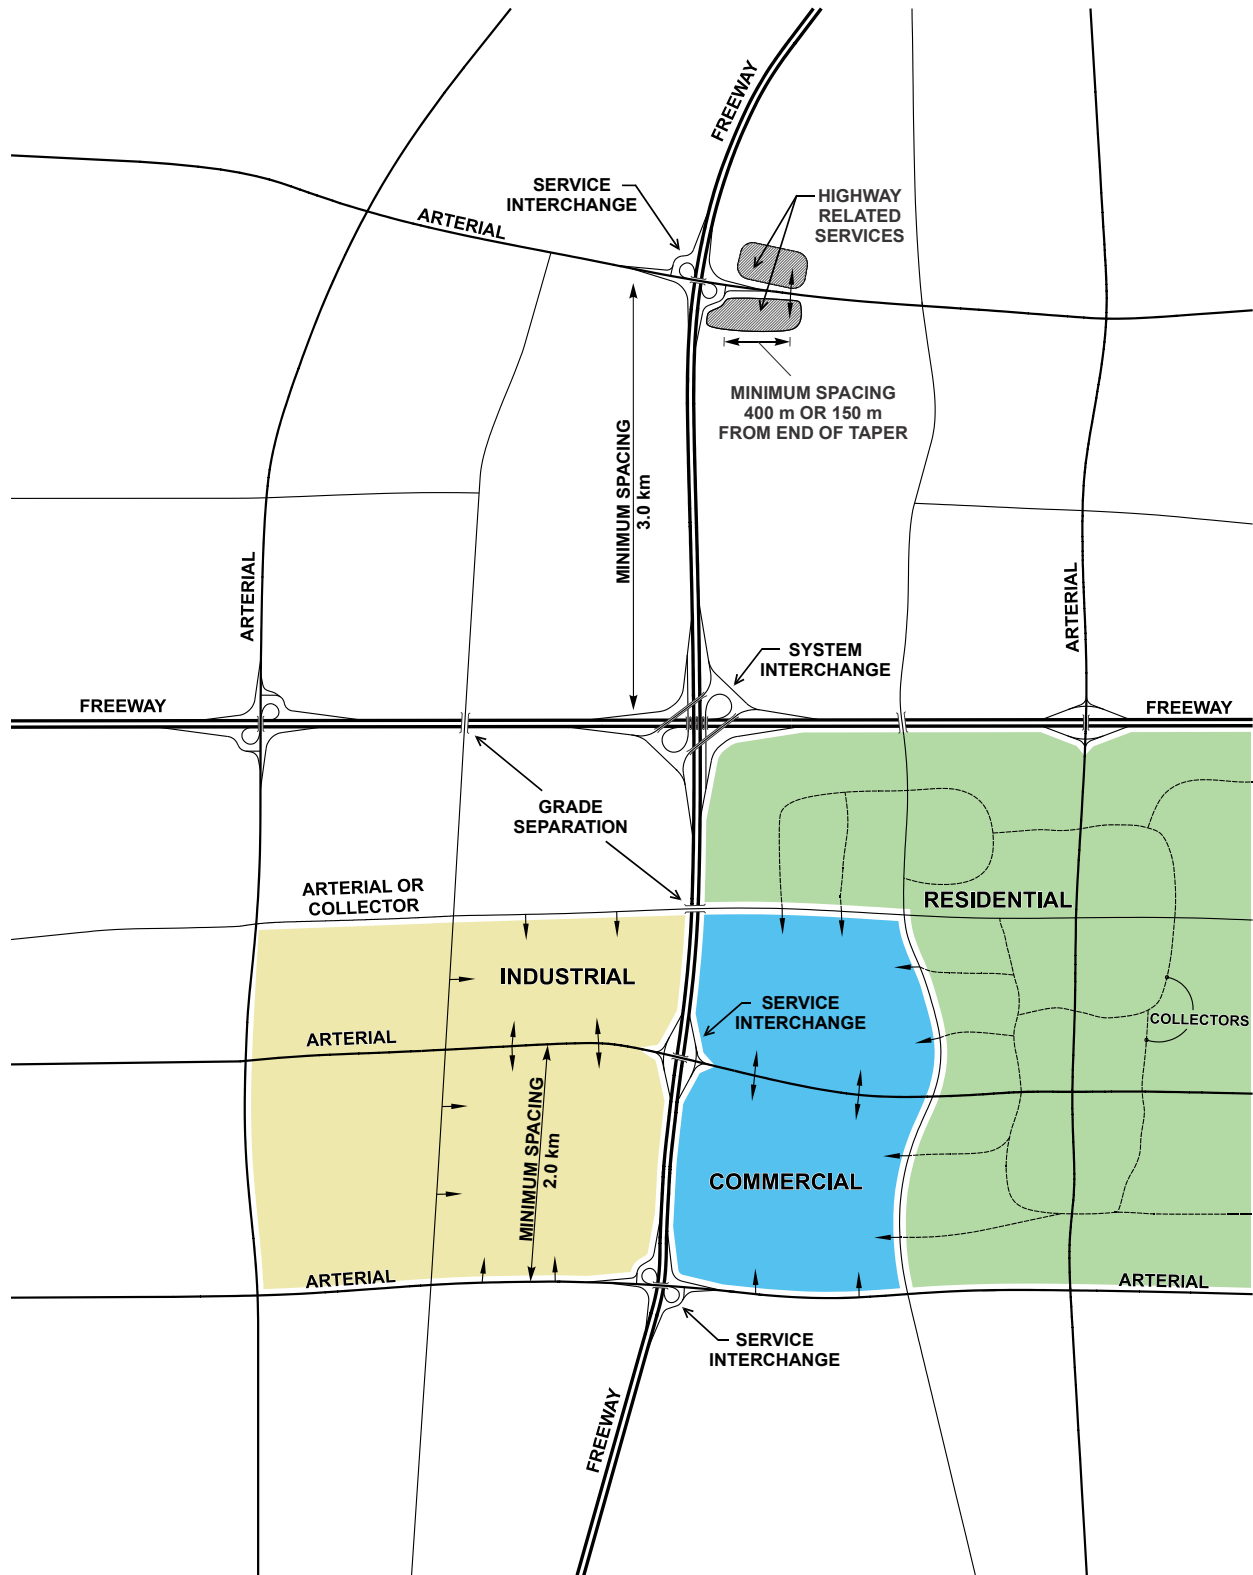 FREEWAY
SERVICE
INTERCHANGE
HIGHWAY
RELATED
SERVICES
ARTERIAL
MINIMUM SPACING
400 m OR 150 m
FROM END OF TAPER
MINIMUM SPACING
3.0 km
ARTERIAL
ARTERIAL
SYSTEM
INTERCHANGE
FREEWAY
FREEWAY
GRADE
SEPARATION
ARTERIAL OR
COLLECTOR
RESIDENTIAL
INDUSTRIAL
SERVICE
INTERCHANGE
COLLECTORS
ARTERIAL
MINIMUM SPACING
2.0 km
COMMERCIAL
ARTERIAL
ARTERIAL
SERVICE
INTERCHANGE
FREEWAY